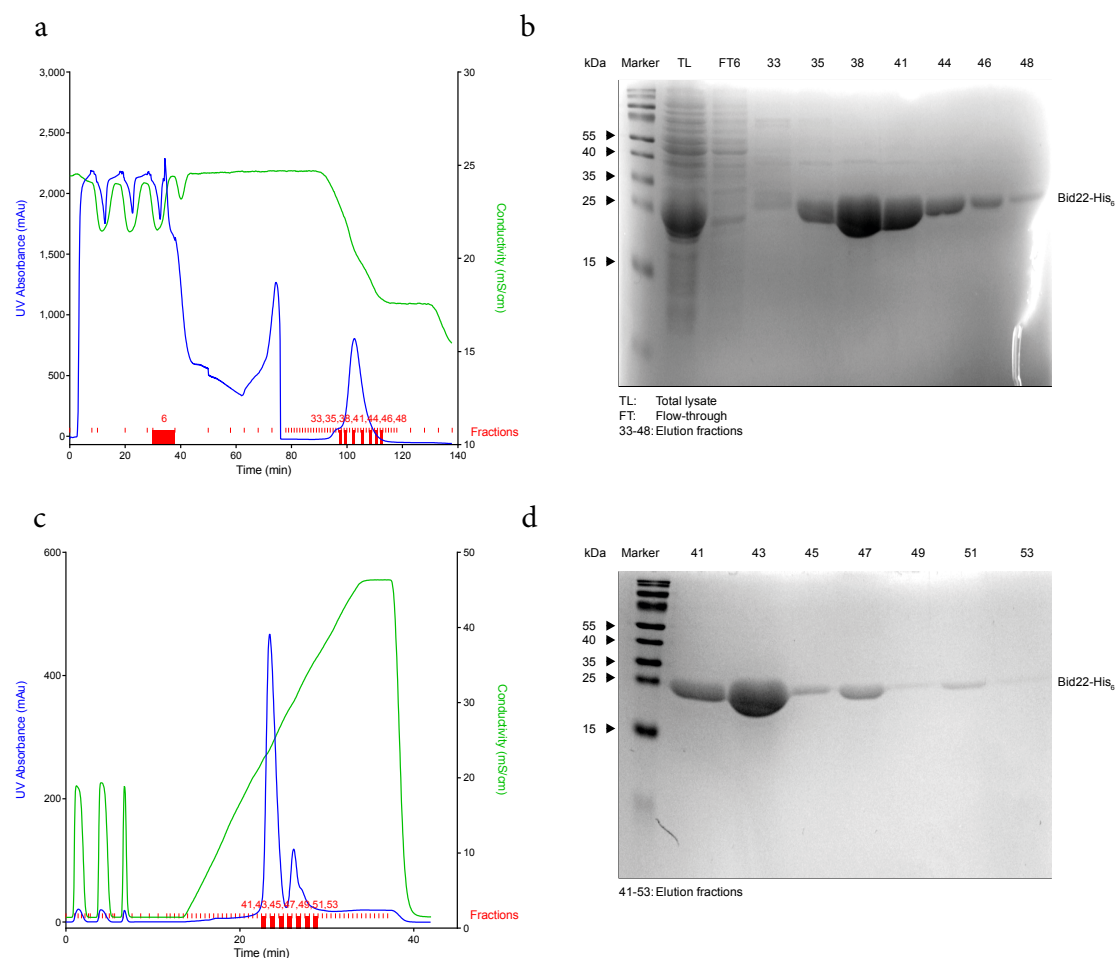 a
3,000
2,500
2,000
1,500
1,000
500
0
UV Absorbance (mAu)
30
25
20
15
10
Conductivity (mS/cm)
6
33,35,38,41,44,46,48
Fractions
0 20 40 60 80 100 120 140
Time (min)
b
kDa Marker TL FT6 33 35 38 41 44 46 48
55
40
35
25
15
Bid22-His6
TL: Total lysate
FT: Flow-through
33-48: Elution fractions
c
600
400
200
0
UV Absorbance (mAu)
50
40
30
20
10
0
Conductivity (mS/cm)
41,43,45,47,49,51,53
Fractions
0 20 40
Time (min)
d
kDa Marker 41 43 45 47 49 51 53
55
40
35
25
15
Bid22-His6
41-53: Elution fractions